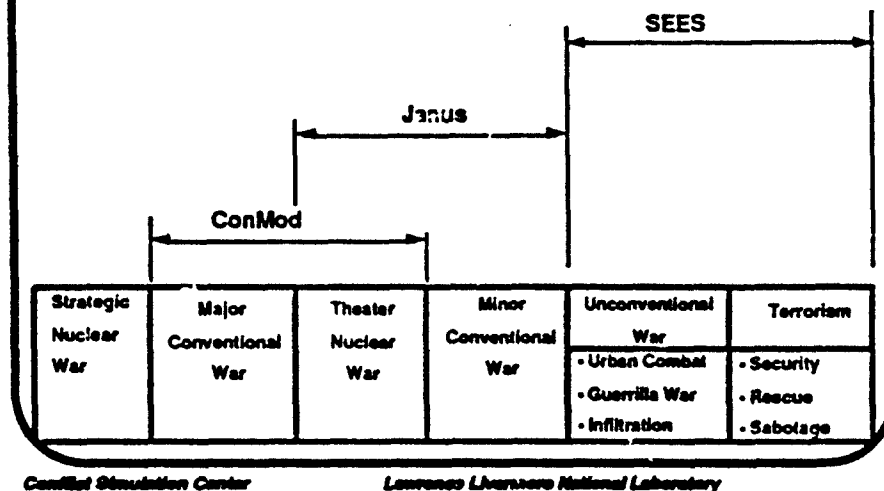 SEES
Janus
ConMod
Strategic
Nuclear
War
Major
Conventional
War
Theater
Nuclear
War
Minor
Conventional
War
Unconventional
War
• Urban Combat
• Guerrilla War
• Infiltration
Terrorism
• Security
• Rescue
• Sabotage
Conflict Simulation Center
Lawrence Livermore National Laboratory